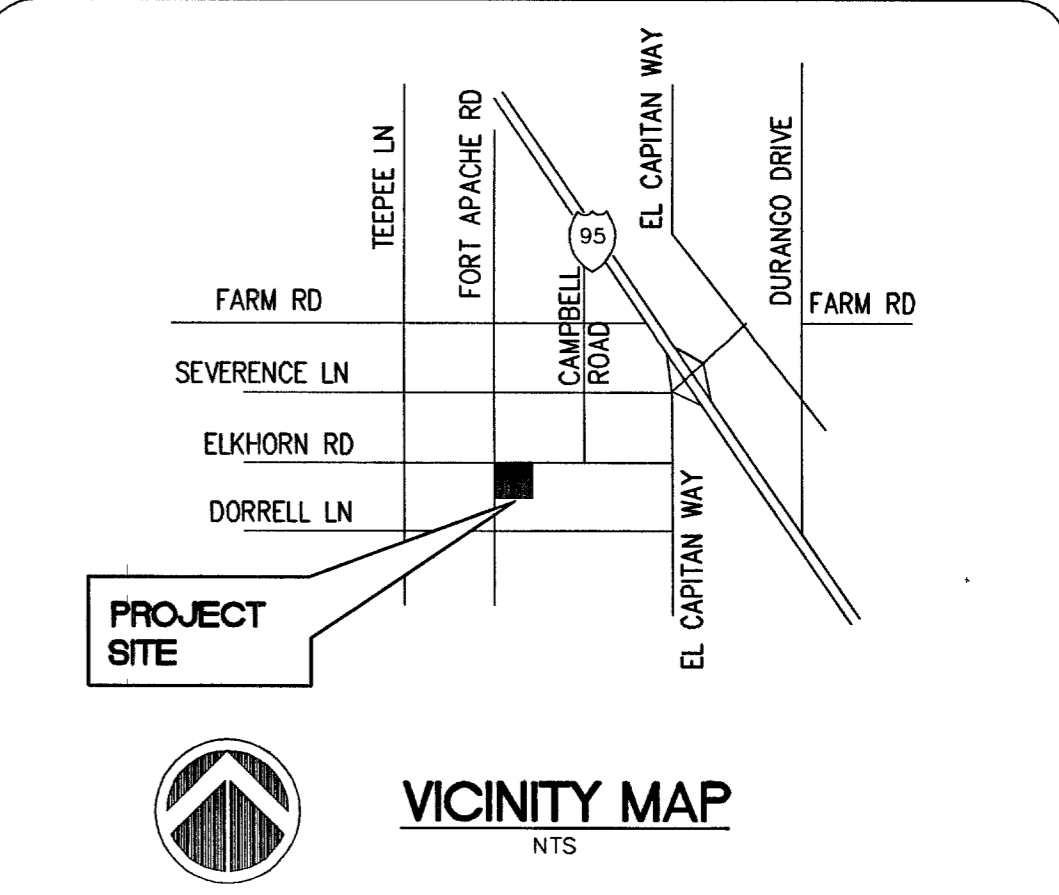 EL CAPITAN WAY
TEEPEE LN
FORT APACHE RD
DURANGO DRIVE
95
FARM RD
CAMPBELL
ROAD
FARM RD
SEVERENCE LN
ELKHORN RD
DORRELL LN
EL CAPITAN WAY
PROJECT
SITE
VICINITY MAP
NTS